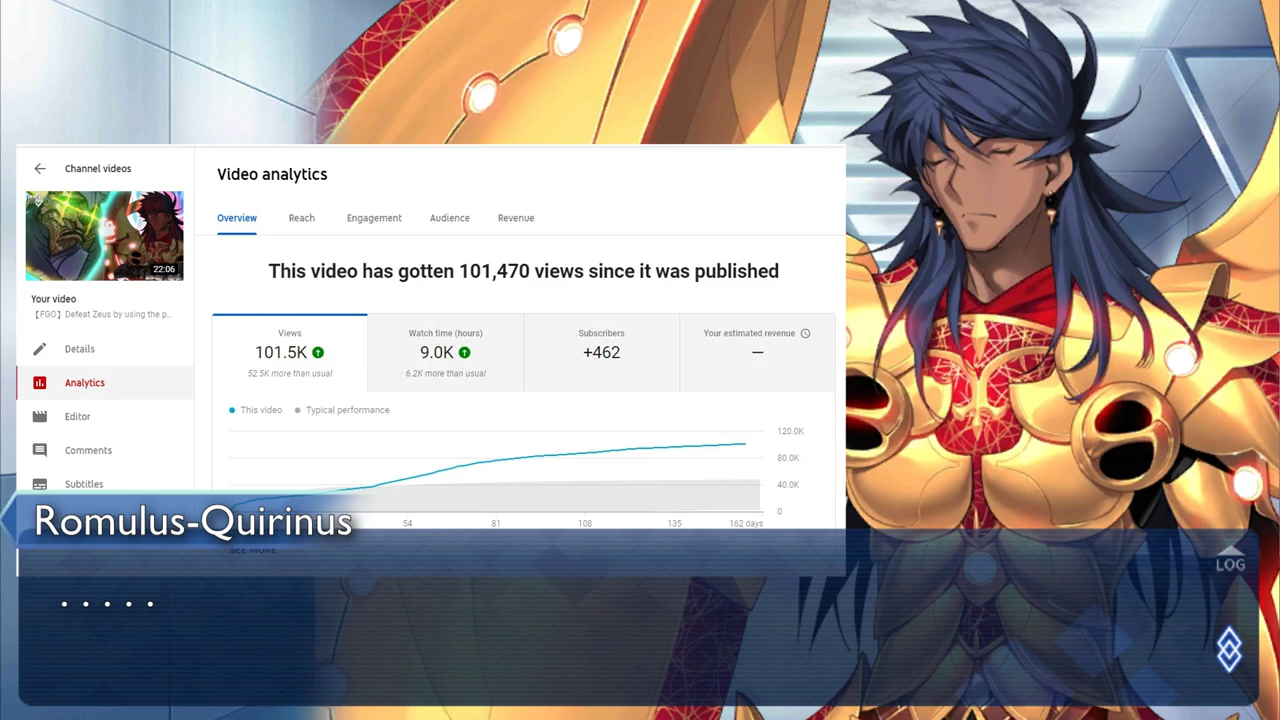 Channel videos
22:06
Your video
【FGO】Defeat Zeus by using the p...
Details
Analytics
Editor
Comments
Subtitles
Video analytics
Overview Reach Engagement Audience Revenue
This video has gotten 101,470 views since it was published
Views
101.5K
52.5K more than usual
Watch time (hours)
9.0K
6.2K more than usual
Subscribers
+462
Your estimated revenue
—
This video Typical performance
120.0K
80.0K
40.0K
0
54 81 108 135 162 days
SEE MORE
Romulus-Quirinus
LOG
. . . . .